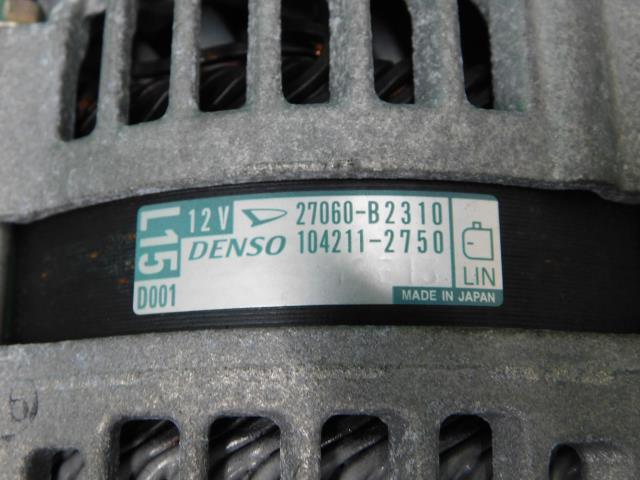 L15
12V 27060-B2310
DENSO 104211-2750
LIN
D001
MADE IN JAPAN